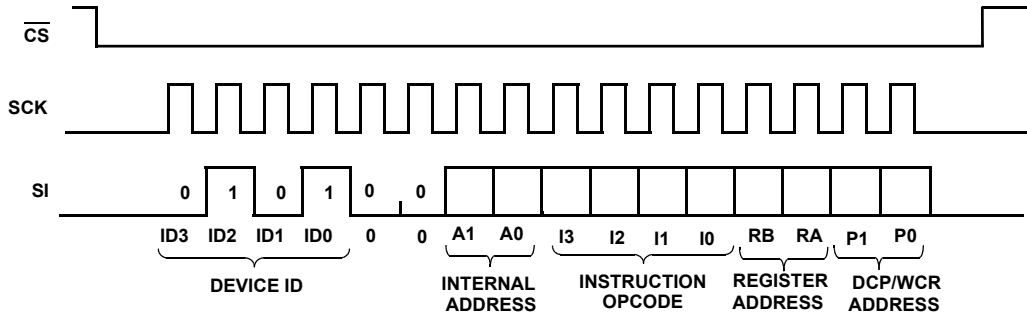 CS
SCK
SI
0 1 0 1 0 0
ID3 ID2 ID1 ID0 0 0 A1 A0 I3 I2 I1 I0 RB RA P1 P0
DEVICE ID
INTERNAL
ADDRESS
INSTRUCTION
OPCODE
REGISTER
ADDRESS
DCP/WCR
ADDRESS